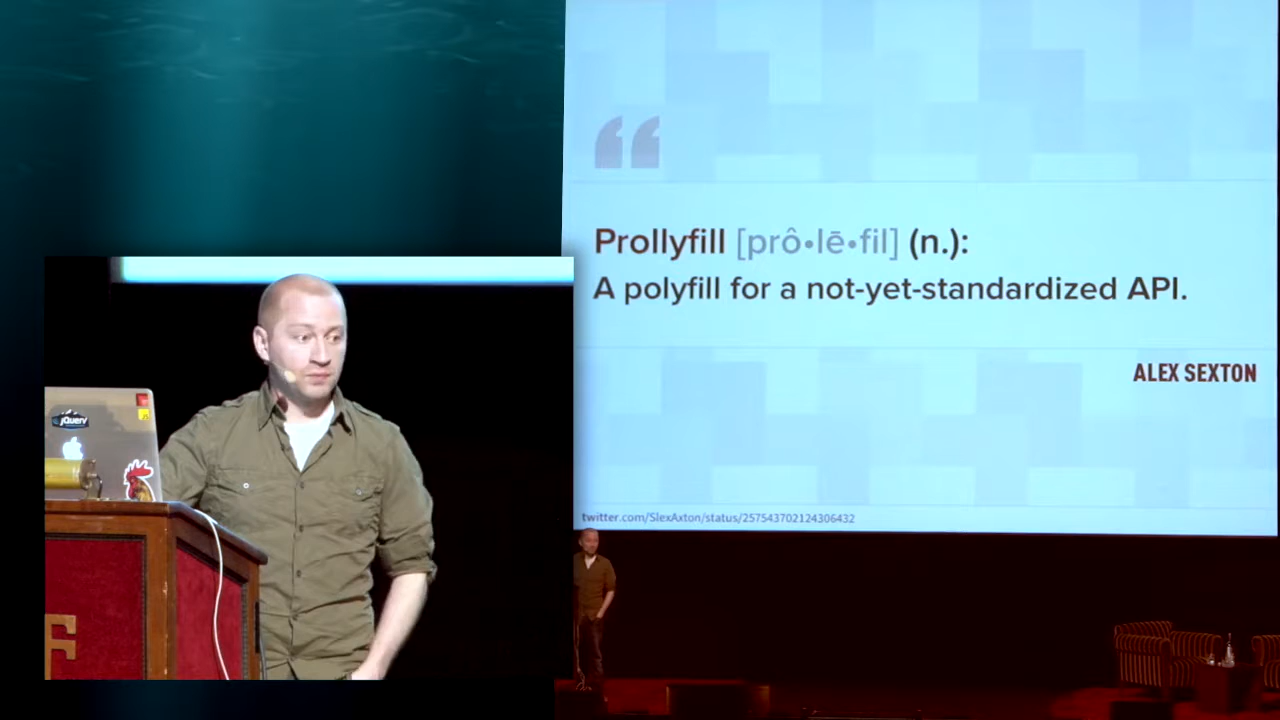 Prollyfill [prô•lē•fil] (n.):
A polyfill for a not-yet-standardized API.
ALEX SEXTON
twitter.com/SlexAxton/status/257543702124306432
jQuery
F